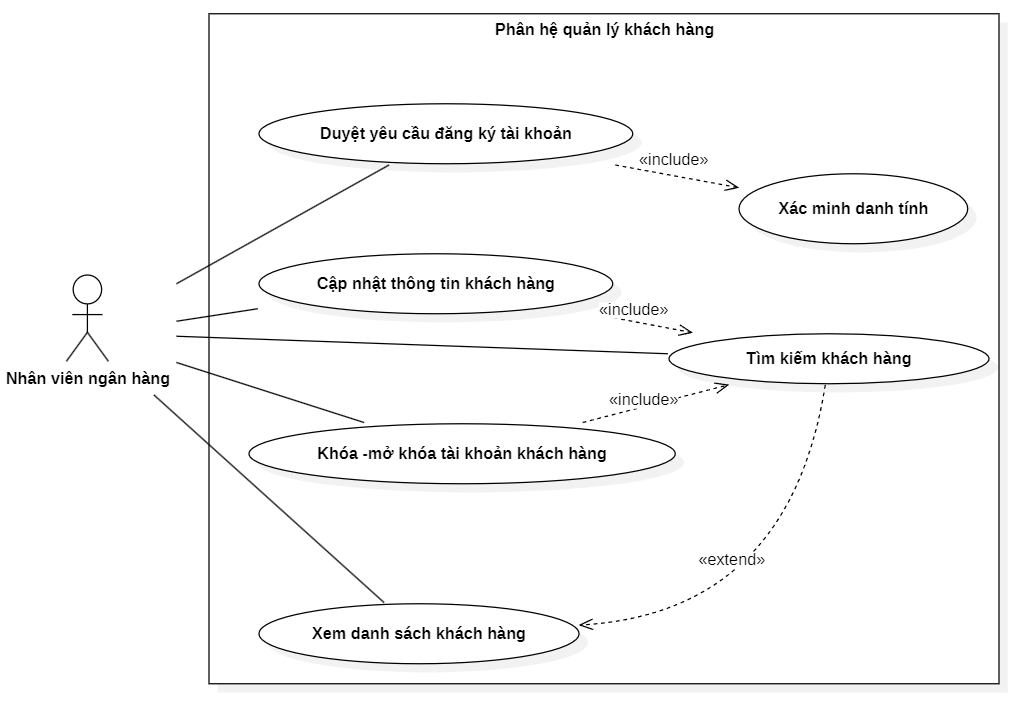 Phân hệ quản lý khách hàng
Duyệt yêu cầu đăng ký tài khoản
«include»
Xác minh danh tính
Cập nhật thông tin khách hàng
«include»
Tìm kiếm khách hàng
Nhân viên ngân hàng
«include»
Khóa -mở khóa tài khoản khách hàng
«extend»
Xem danh sách khách hàng